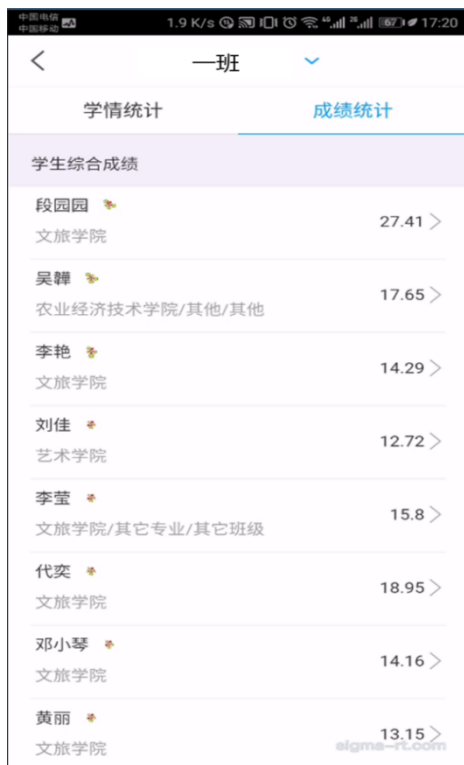 中国电信
中国移动 1.9 K/s 4G 2G 67 17:20
一班
学情统计 成绩统计
学生综合成绩
段园园
27.41
文旅学院
吴韡
17.65
农业经济技术学院/其他/其他
李艳
14.29
文旅学院
刘佳
12.72
艺术学院
李莹
15.8
文旅学院/其它专业/其它班级
代奕
18.95
文旅学院
邓小琴
14.16
文旅学院
黄丽
13.15
文旅学院
sigma-rt.com